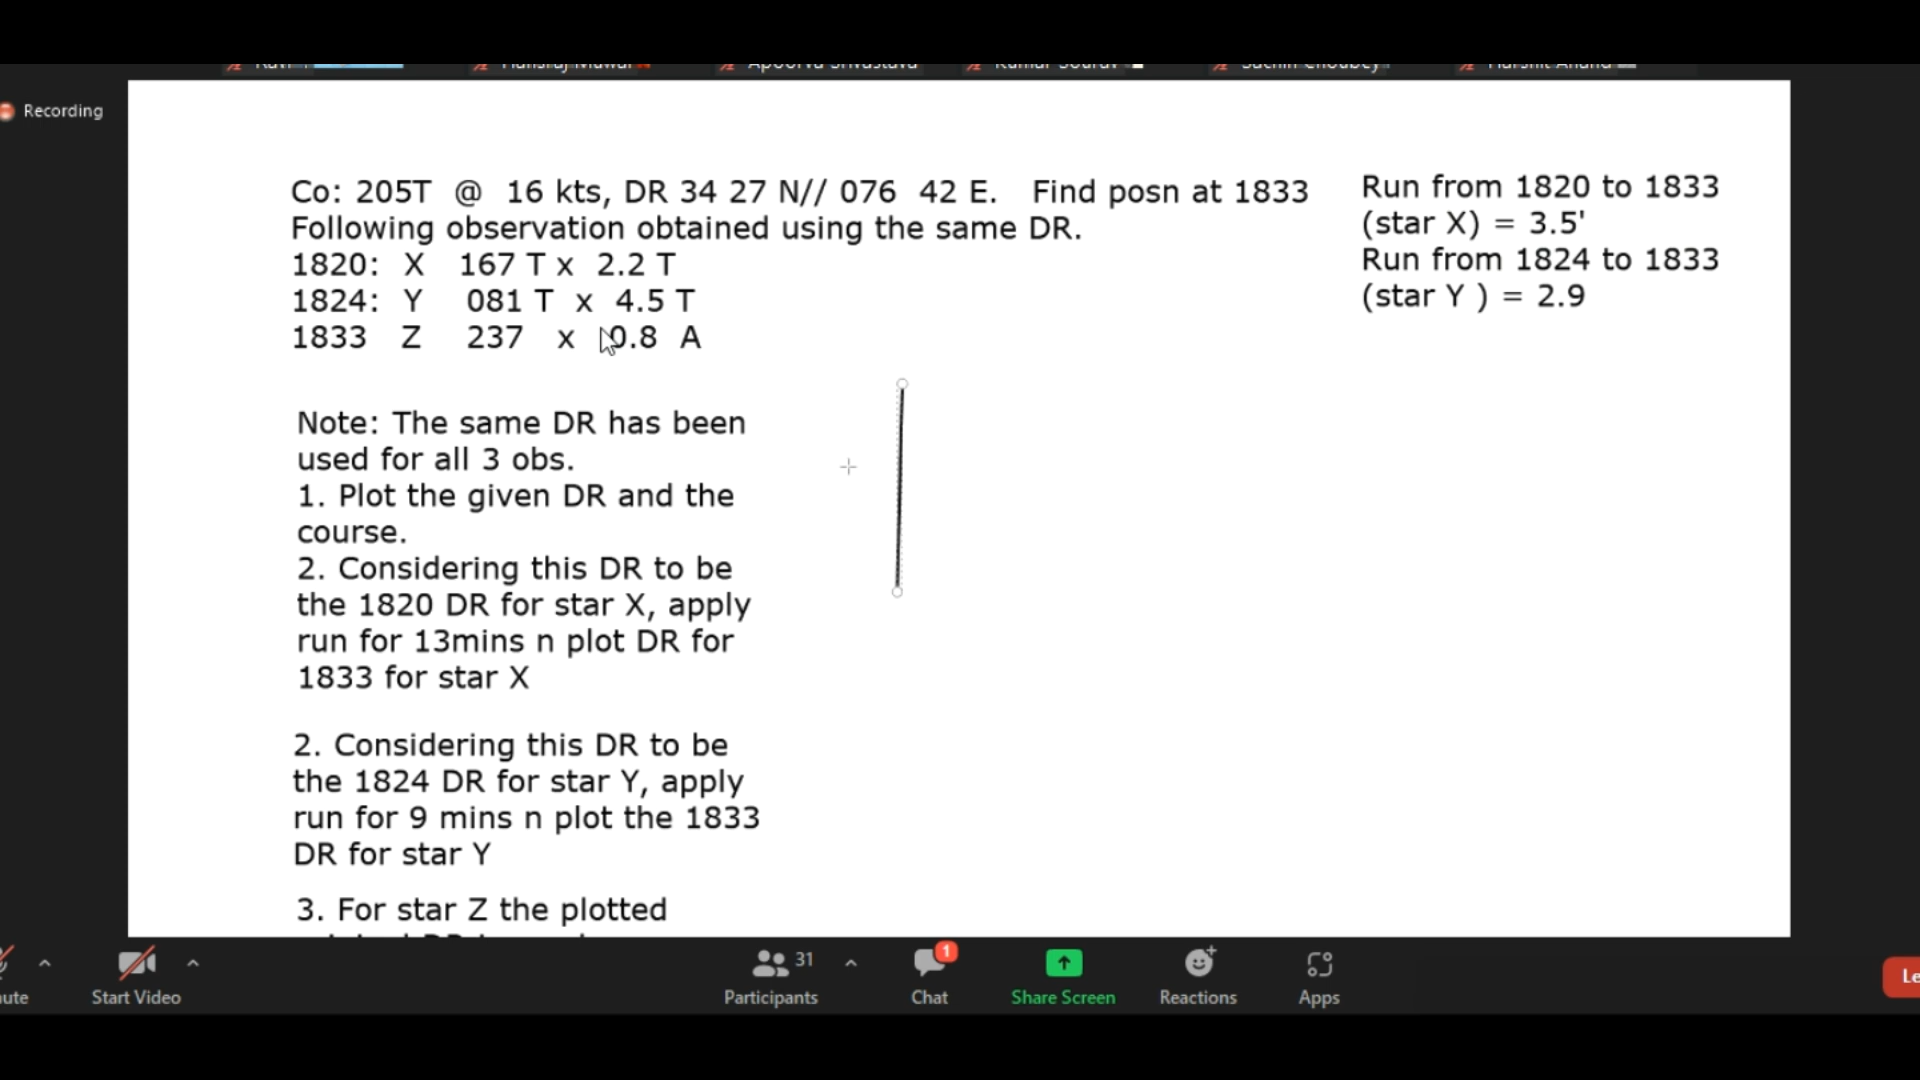 Recording
Co: 205T @ 16 kts, DR 34 27 N// 076 42 E. Find posn at 1833
Following observation obtained using the same DR.
1820: X 167 T x 2.2 T
1824: Y 081 T x 4.5 T
1833 Z 237 x 0.8 A
Run from 1820 to 1833
(star X) = 3.5'
Run from 1824 to 1833
(star Y ) = 2.9
Note: The same DR has been
used for all 3 obs.
1. Plot the given DR and the
course.
2. Considering this DR to be
the 1820 DR for star X, apply
run for 13mins n plot DR for
1833 for star X
2. Considering this DR to be
the 1824 DR for star Y, apply
run for 9 mins n plot the 1833
DR for star Y
3. For star Z the plotted
Start Video
31
Participants
1
Chat
Share Screen
Reactions
Apps